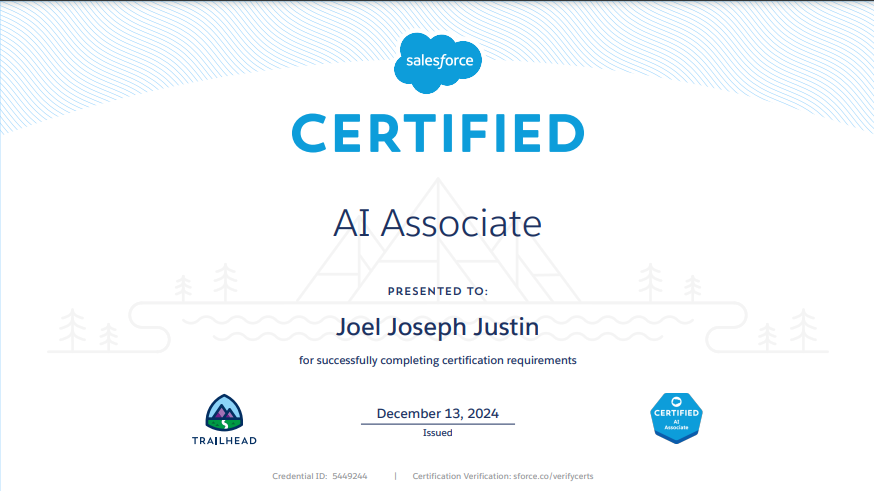 salesforce
CERTIFIED
AI Associate
PRESENTED TO:
Joel Joseph Justin
for successfully completing certification requirements
TRAILHEAD
December 13, 2024
Issued
CERTIFIED
AI
Associate
Credential ID: 5449244 | Certification Verification: sforce.co/verifycerts